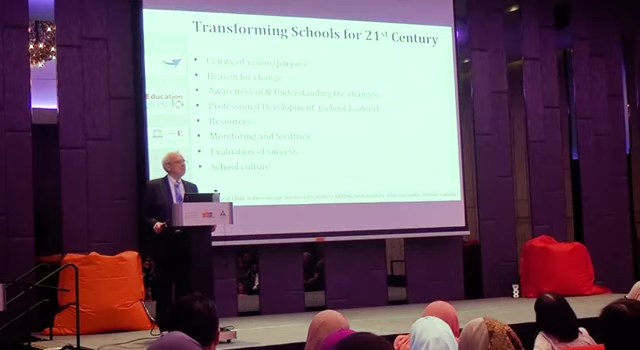 Transforming Schools for 21st Century
• Clarity of vision/purpose
• Reason for change
• Awareness of & Understanding the changes
• Professional Development (school leaders)
• Resources
• Monitoring and feedback
• Evaluation of success
• School culture
Education
2030